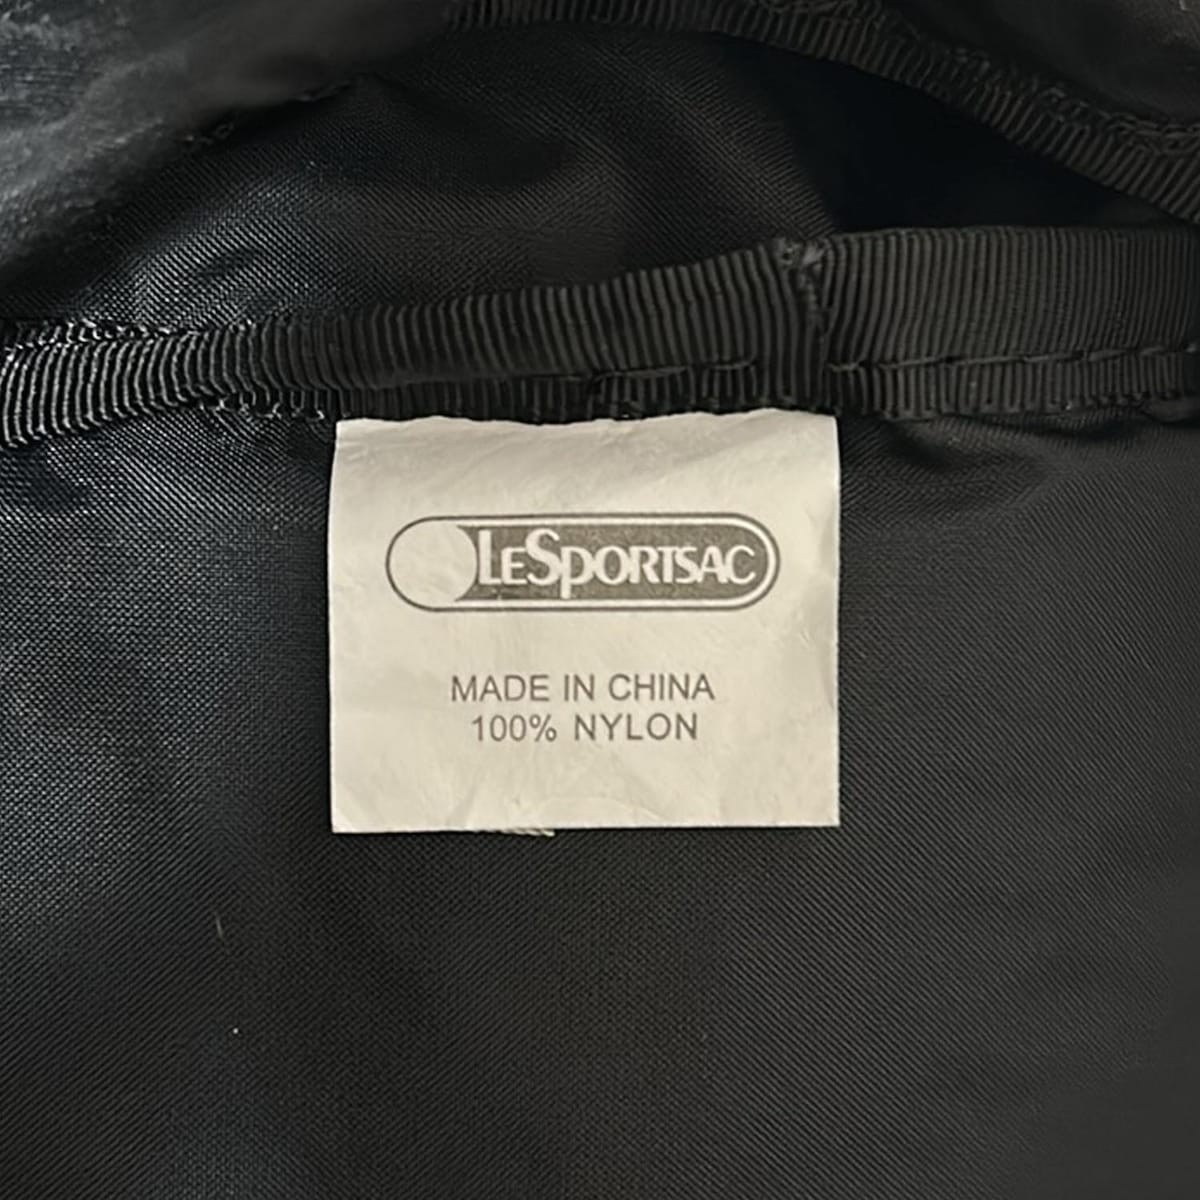 LESPORTSAC
MADE IN CHINA
100% NYLON